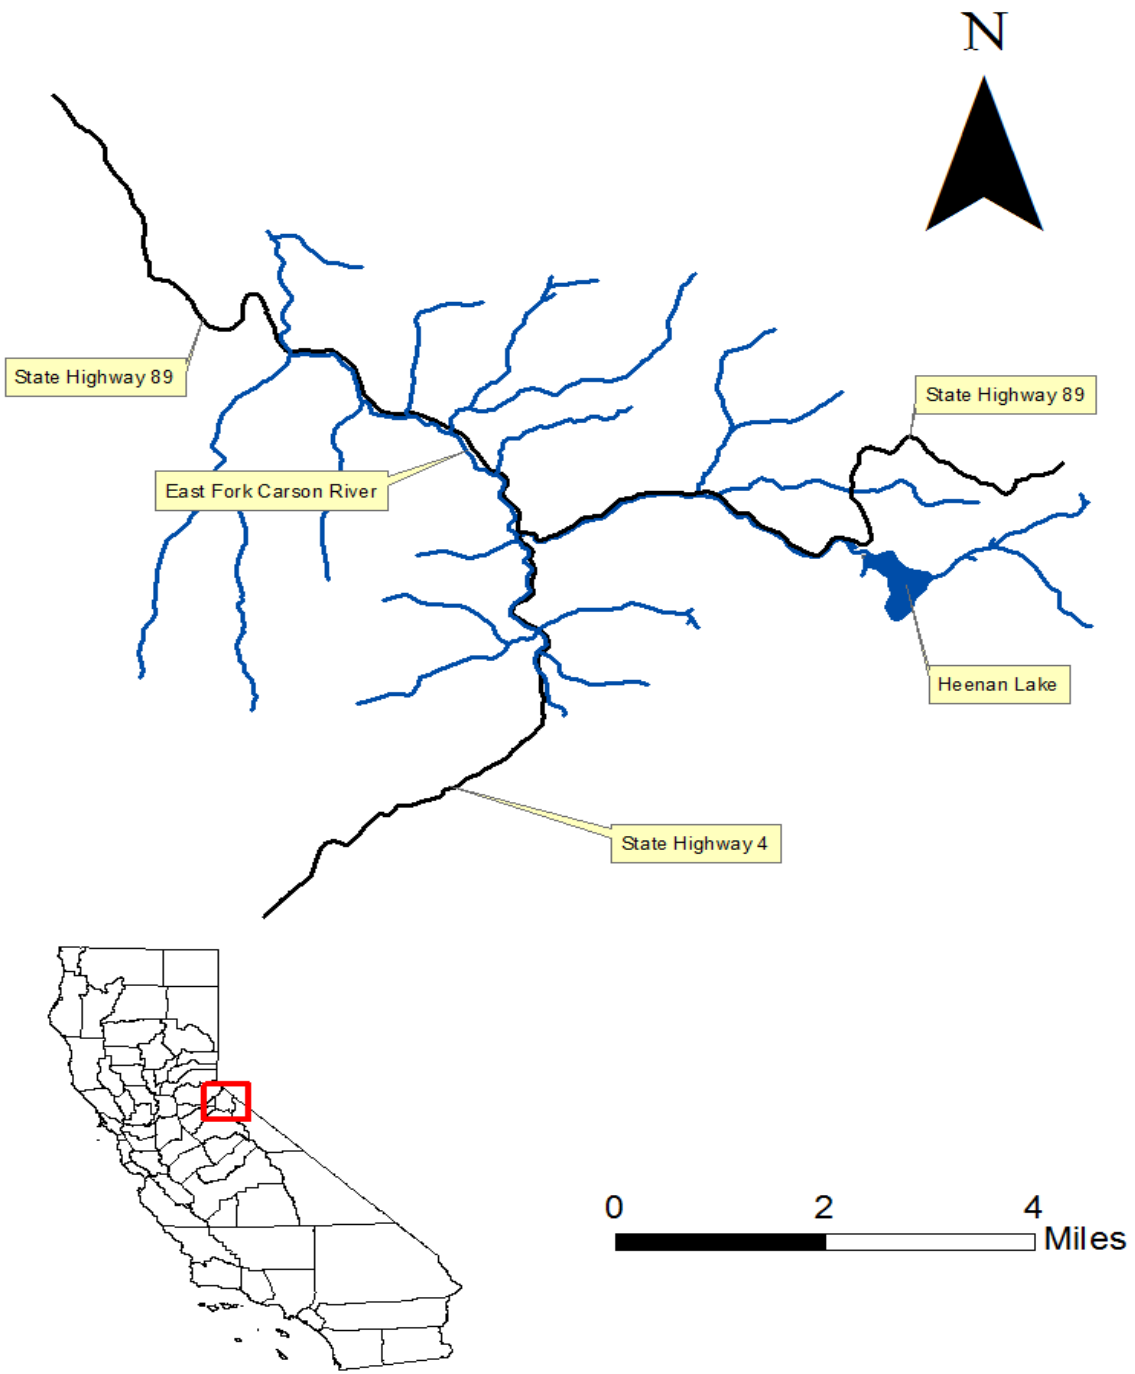 N
State Highway 89
State Highway 89
East Fork Carson River
Heenan Lake
State Highway 4
0 2 4
Miles